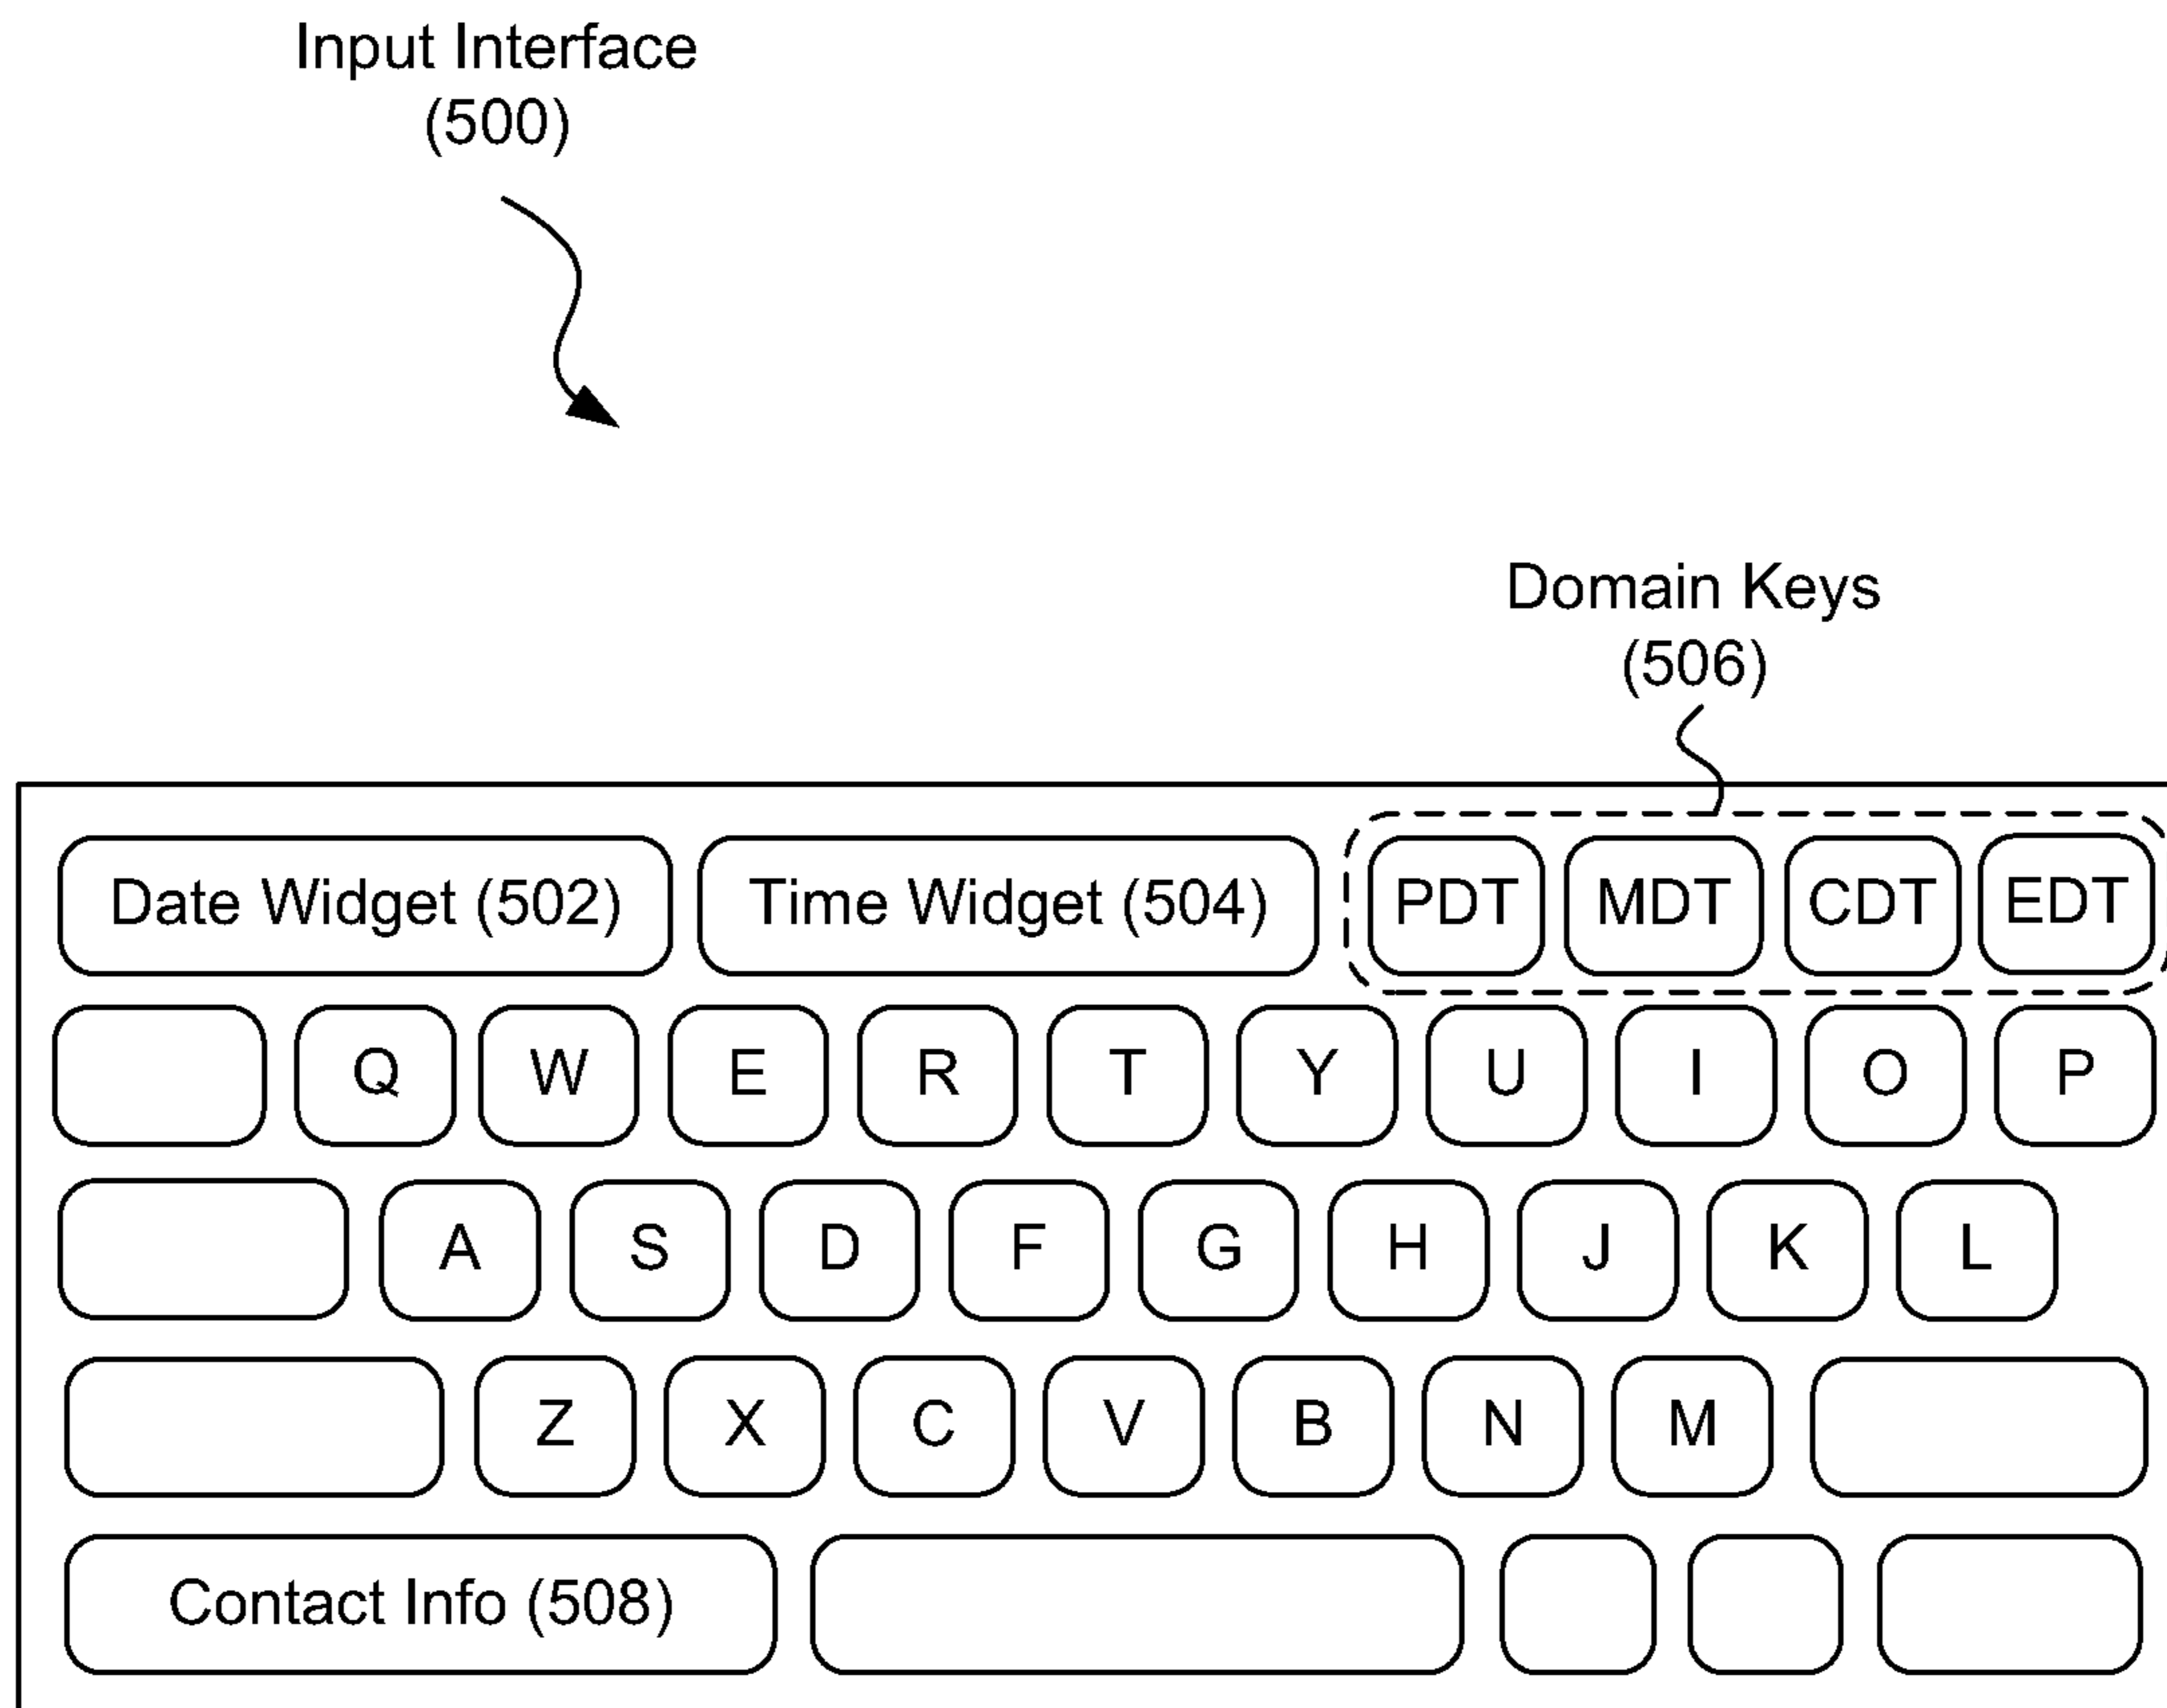 Input Interface
(500)
Domain Keys
(506)
Date Widget (502) Time Widget (504) PDT MDT CDT EDT
Q W E R T Y U I O P
A S D F G H J K L
Z X C V B N M
Contact Info (508)